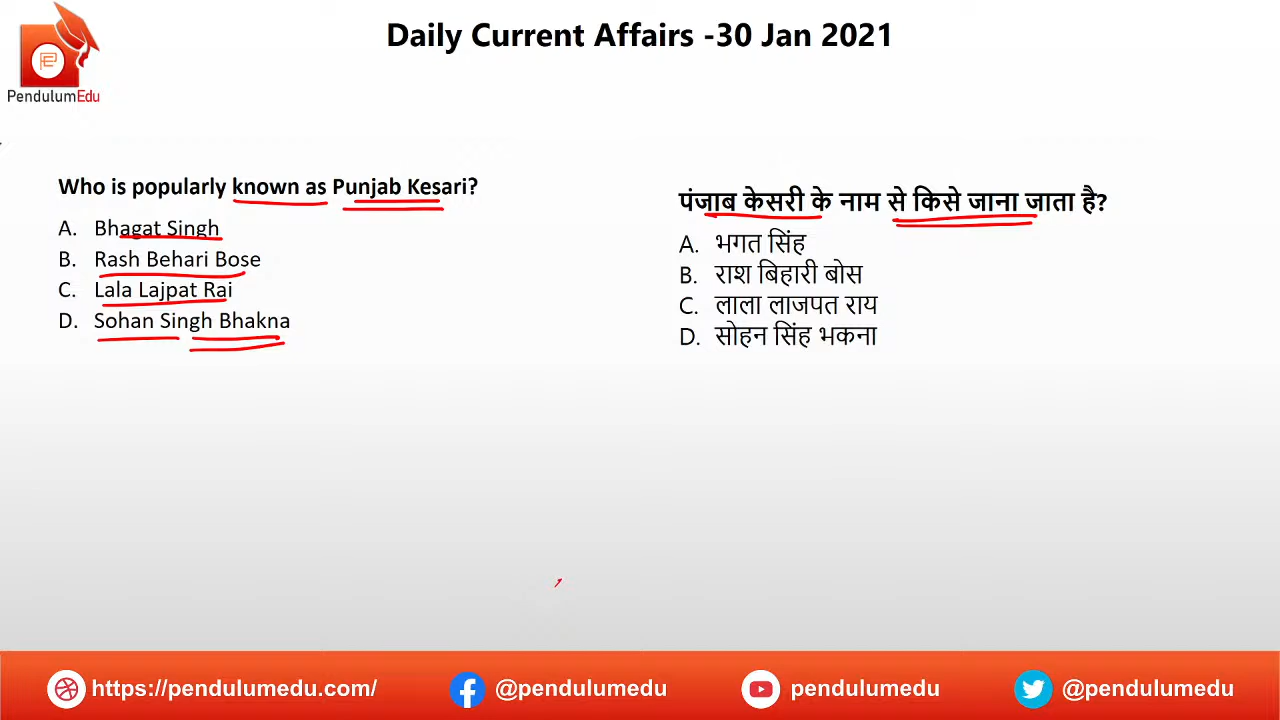 Daily Current Affairs -30 Jan 2021
PendulumEdu
Who is popularly known as Punjab Kesari?
A. Bhagat Singh
B. Rash Behari Bose
C. Lala Lajpat Rai
D. Sohan Singh Bhakna
पंजाब केसरी के नाम से किसे जाना जाता है?
A. भगत सिंह
B. राश बिहारी बोस
C. लाला लाजपत राय
D. सोहन सिंह भकना
https://pendulumedu.com/
@pendulumedu
pendulumedu
@pendulumedu